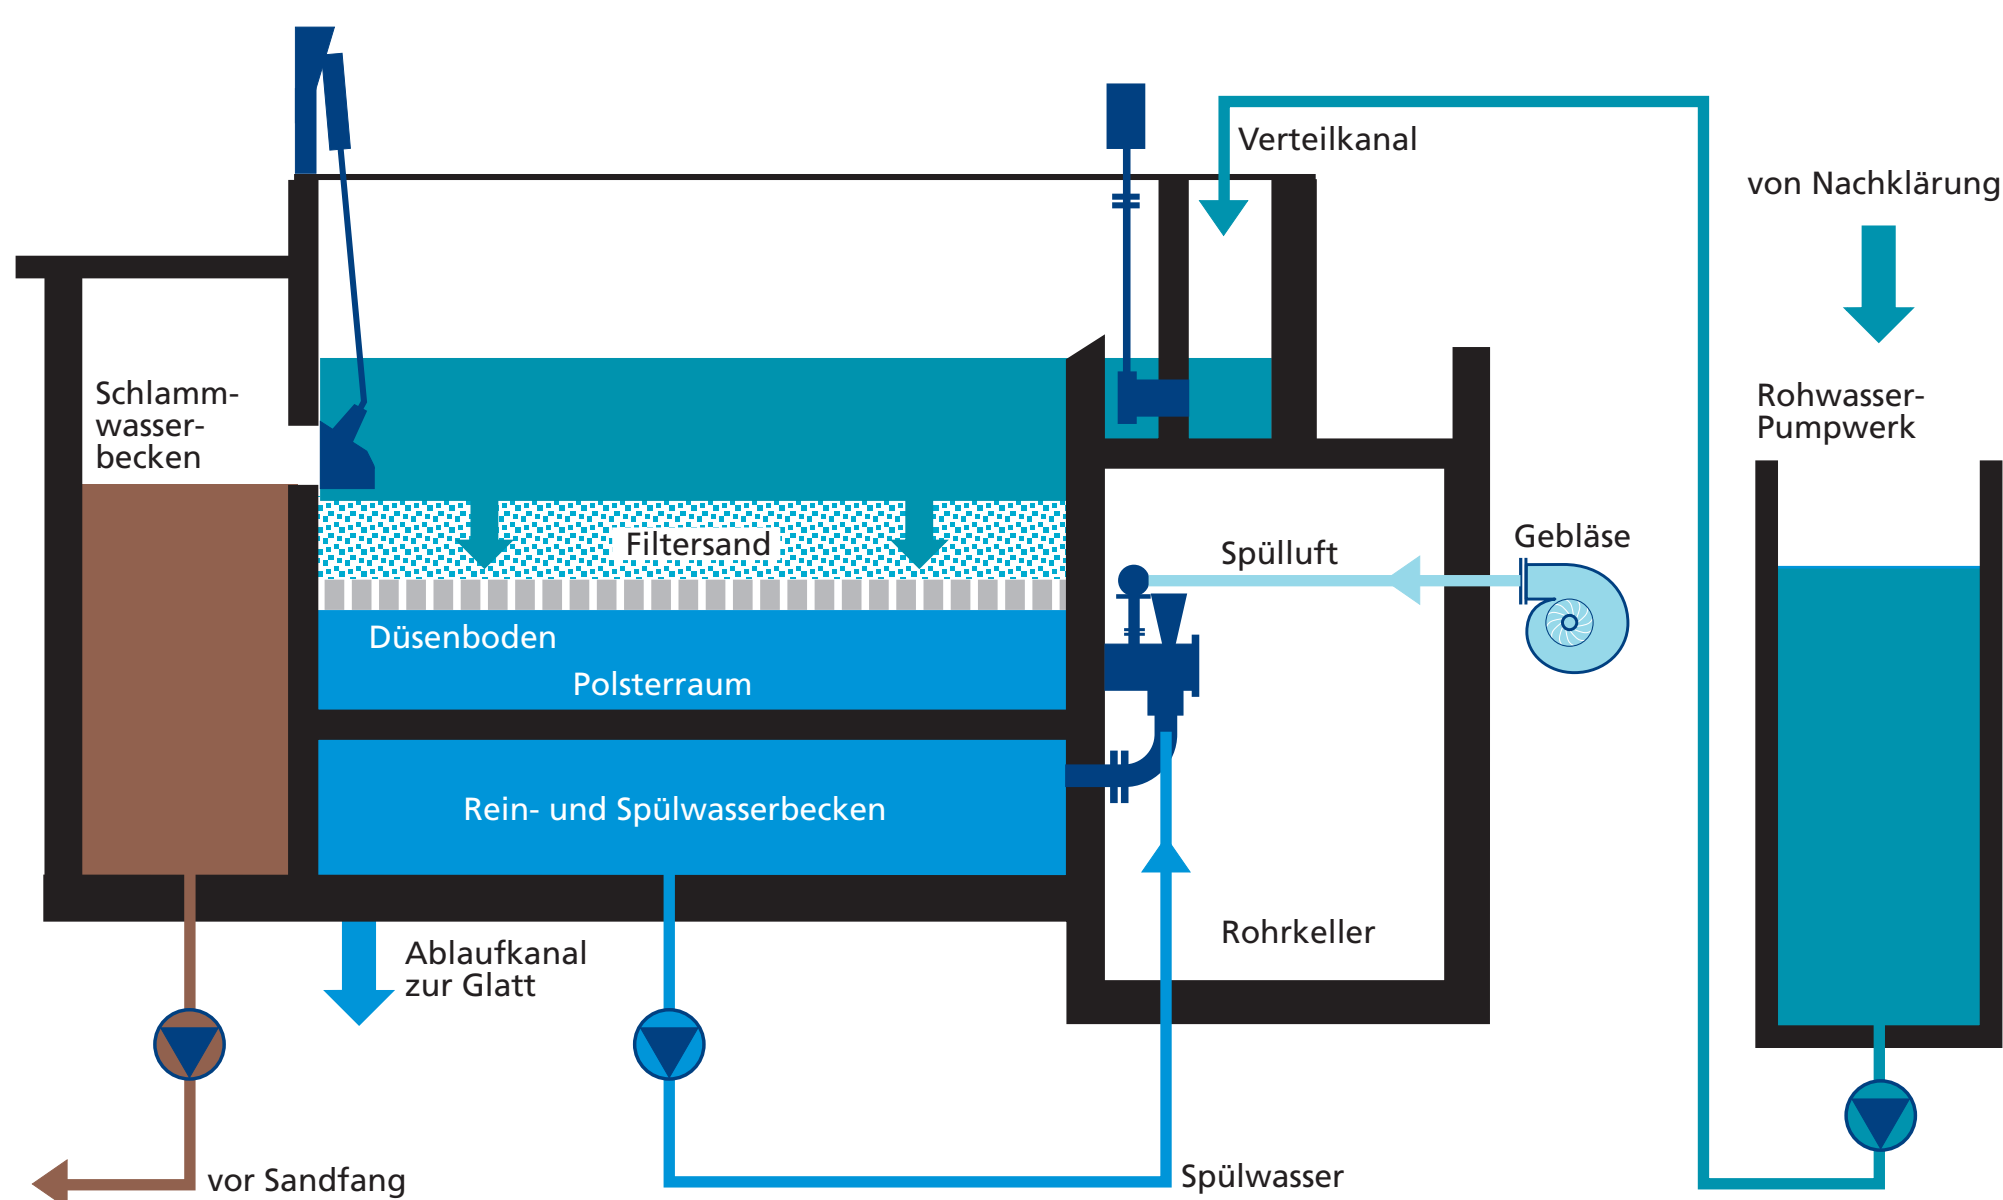 Verteilkanal
von Nachklärung
Schlamm-
wasser-
becken
Rohwasser-
Pumpwerk
Filtersand
Spülluft
Gebläse
Düsenboden
Polsterraum
Rein- und Spülwasserbecken
Rohrkeller
Ablaufkanal
zur Glatt
vor Sandfang
Spülwasser